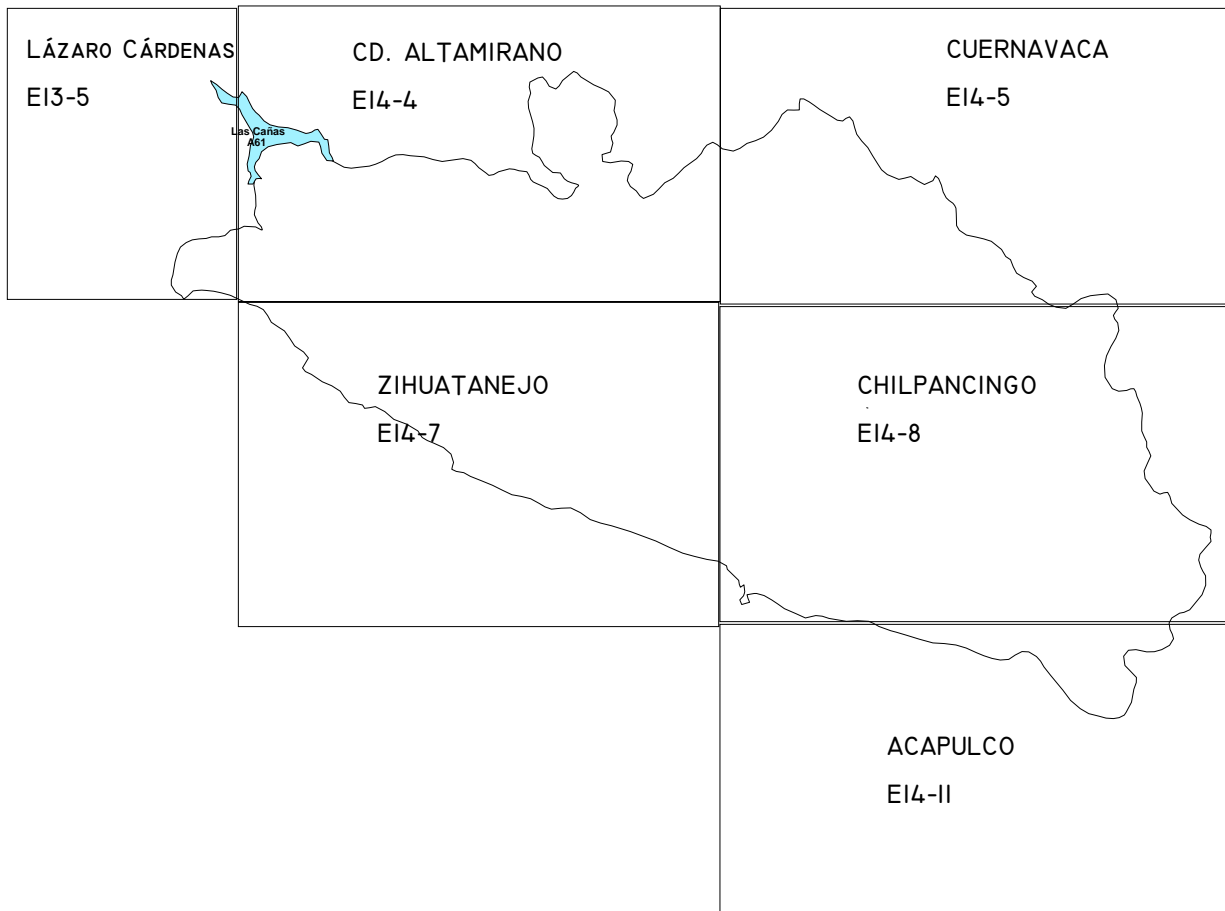 LÁZARO CÁRDENAS
E13-5
CD. ALTAMIRANO
E14-4
CUERNAVACA
E14-5
Las Cañas
A61
ZIHUATANEJO
E14-7
CHILPANCINGO
E14-8
ACAPULCO
E14-11